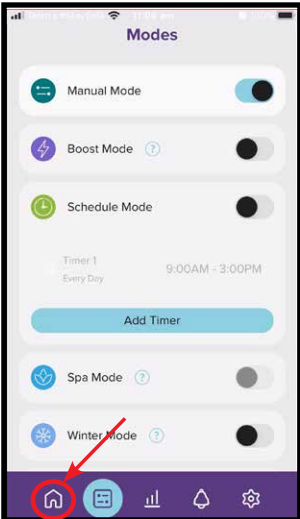 Modes
Manual Mode
Boost Mode ?
Schedule Mode
Timer 1
Every Day
9:00AM - 3:00PM
Add Timer
Spa Mode ?
Winter Mode ?